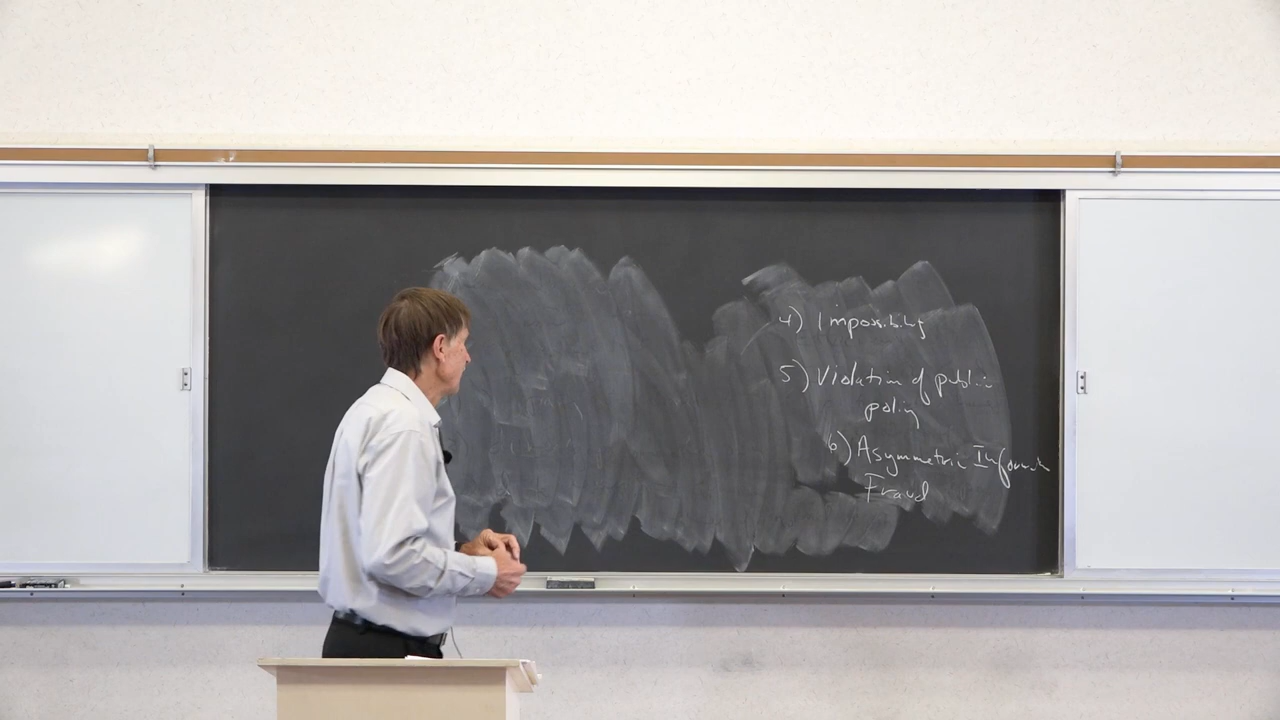 4) Impossibility
5) Violation of public
policy
6) Asymmetric Information
Fraud